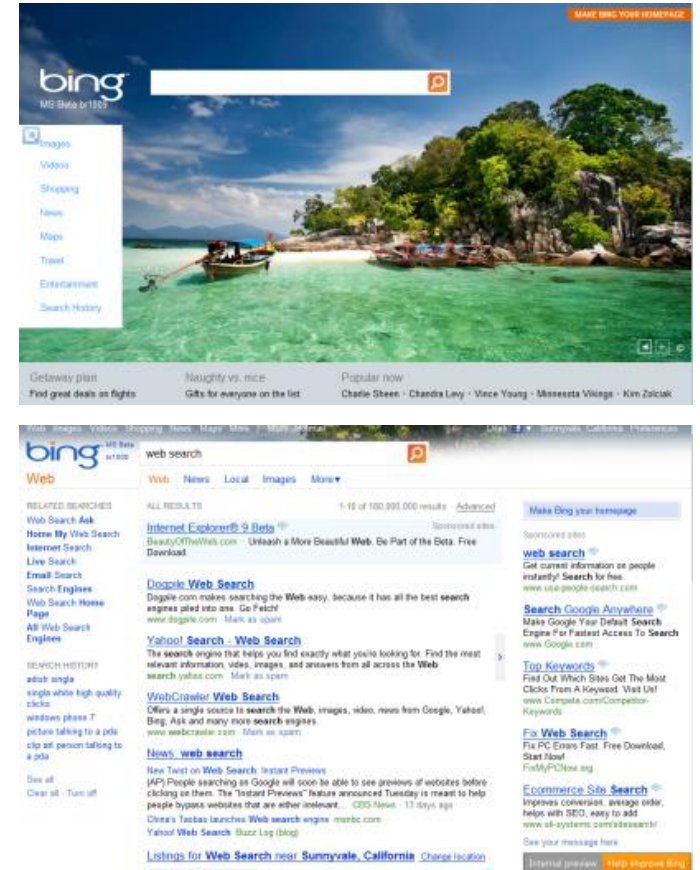 MAKE BING YOUR HOMEPAGE
bing
MS Beta br1809
Images
Videos
Shopping
News
Maps
Travel
Entertainment
Search History
Getaway plan
Find great deals on flights
Naughty vs. nice
Gifts for everyone on the list
Popular now
Charlie Sheen · Chandra Levy · Vince Young · Minnesota Vikings · Kim Zolciak
Web Images Videos Shopping News Maps More | MSN Hotmail
Sunnyvale, California Preferences
bing MS Beta
web search
Web
Web News Local Images More▼
RELATED SEARCHES
Web Search Ask
Home My Web Search
Internet Search
Live Search
Email Search
Search Engines
Web Search Home
Page
All Web Search
Engines
SEARCH HISTORY
adish singla
singla white high quality
clicks
windows phone 7
picture talking to a pda
clip art person talking to
a pda
See all
Clear all · Turn off
ALL RESULTS
1-10 of 180,000,000 results · Advanced
Internet Explorer® 9 Beta
Sponsored sites
BeautyOfTheWeb.com · Unleash a More Beautiful Web. Be Part of the Beta. Free
Download.
Dogpile Web Search
Dogpile.com makes searching the Web easy, because it has all the best search
engines piled into one. Go Fetch!
www.dogpile.com · Mark as spam
Yahoo! Search - Web Search
The search engine that helps you find exactly what you're looking for. Find the most
relevant information, video, images, and answers from all across the Web
search.yahoo.com · Mark as spam
WebCrawler Web Search
Offers a single source to search the Web, images, video, news from Google, Yahoo!,
Bing, Ask and many more search engines.
www.webcrawler.com · Mark as spam
News: web search
New Twist on Web Search: Instant Previews
(AP) People searching on Google will soon be able to see previews of websites before
clicking on them. The "Instant Previews" feature announced Tuesday is meant to help
people bypass websites that are either irrelevant... CBS News · 13 days ago
China's Taobao launches Web search engine msnbc.com
Yahoo! Web Search Buzz Log (blog)
Listings for Web Search near Sunnyvale, California Change location
Make Bing your homepage
Sponsored sites
web search
Get current information on people
instantly! Search for free.
www.usa-people-search.com
Search Google Anywhere
Make Google Your Default Search
Engine For Fastest Access To Search
www.Google.com
Top Keywords
Find Out Which Sites Get The Most
Clicks From A Keyword. Visit Us!
www.Compete.com/Competitor-
Keywords
Fix Web Search
Fix PC Errors Fast. Free Download,
Start Now!
FixMyPCNow.org
Ecommerce Site Search
Improves conversion, average order,
helps with SEO, easy to add
www.sli-systems.com/sitesearch/
See your message here
Internal preview Help improve Bing